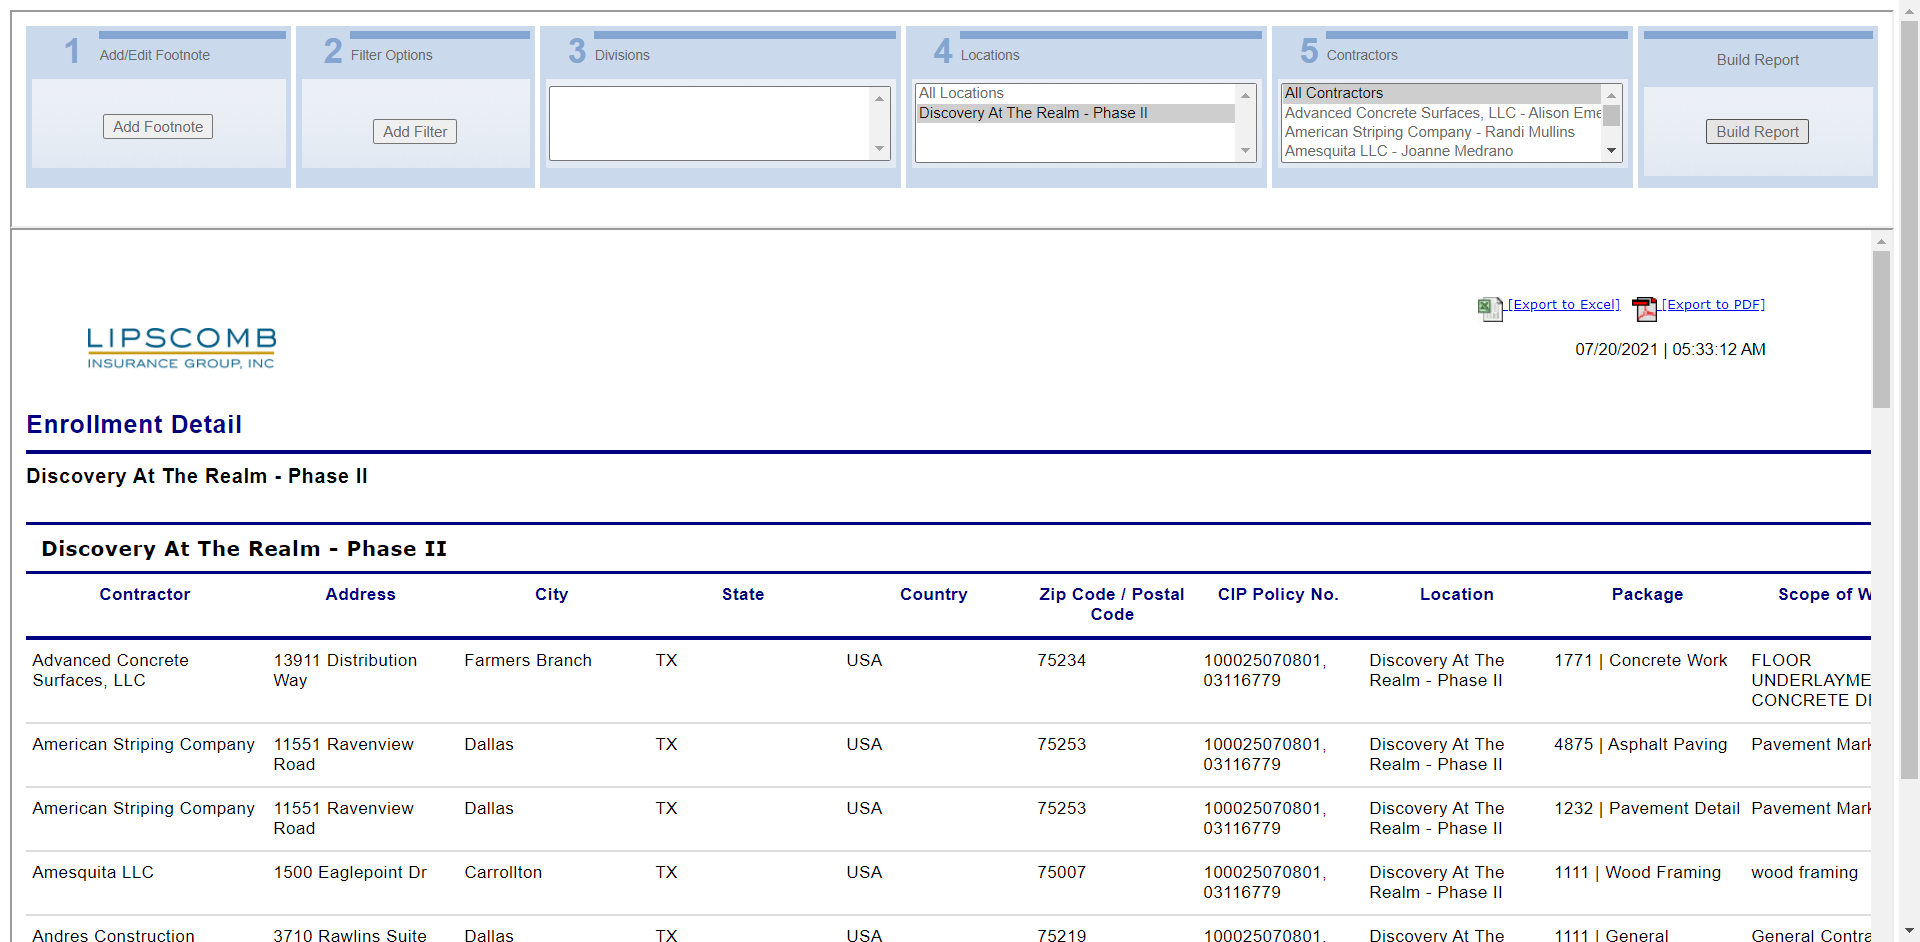 1 Add/Edit Footnote
Add Footnote
2 Filter Options
Add Filter
3 Divisions
4 Locations
All Locations
Discovery At The Realm - Phase II
5 Contractors
All Contractors
Advanced Concrete Surfaces, LLC - Alison Eme
American Striping Company - Randi Mullins
Amesquita LLC - Joanne Medrano
Build Report
Build Report
[Export to Excel] [Export to PDF]
07/20/2021 | 05:33:12 AM
LIPSCOMB
INSURANCE GROUP, INC
Enrollment Detail
Discovery At The Realm - Phase II
Discovery At The Realm - Phase II
Contractor Address City State Country Zip Code / Postal Code CIP Policy No. Location Package Scope of W
Advanced Concrete 13911 Distribution Farmers Branch TX USA 75234 100025070801, Discovery At The 1771 | Concrete Work FLOOR
Surfaces, LLC Way 03116779 Realm - Phase II UNDERLAYME
CONCRETE DE
American Striping Company 11551 Ravenview Dallas TX USA 75253 100025070801, Discovery At The 4875 | Asphalt Paving Pavement Mark
Road 03116779 Realm - Phase II
American Striping Company 11551 Ravenview Dallas TX USA 75253 100025070801, Discovery At The 1232 | Pavement Detail Pavement Mark
Road 03116779 Realm - Phase II
Amesquita LLC 1500 Eaglepoint Dr Carrollton TX USA 75007 100025070801, Discovery At The 1111 | Wood Framing wood framing
03116779 Realm - Phase II
Andres Construction 3710 Rawlins Suite Dallas TX USA 75219 100025070801, Discovery At The 1111 | General General Contra